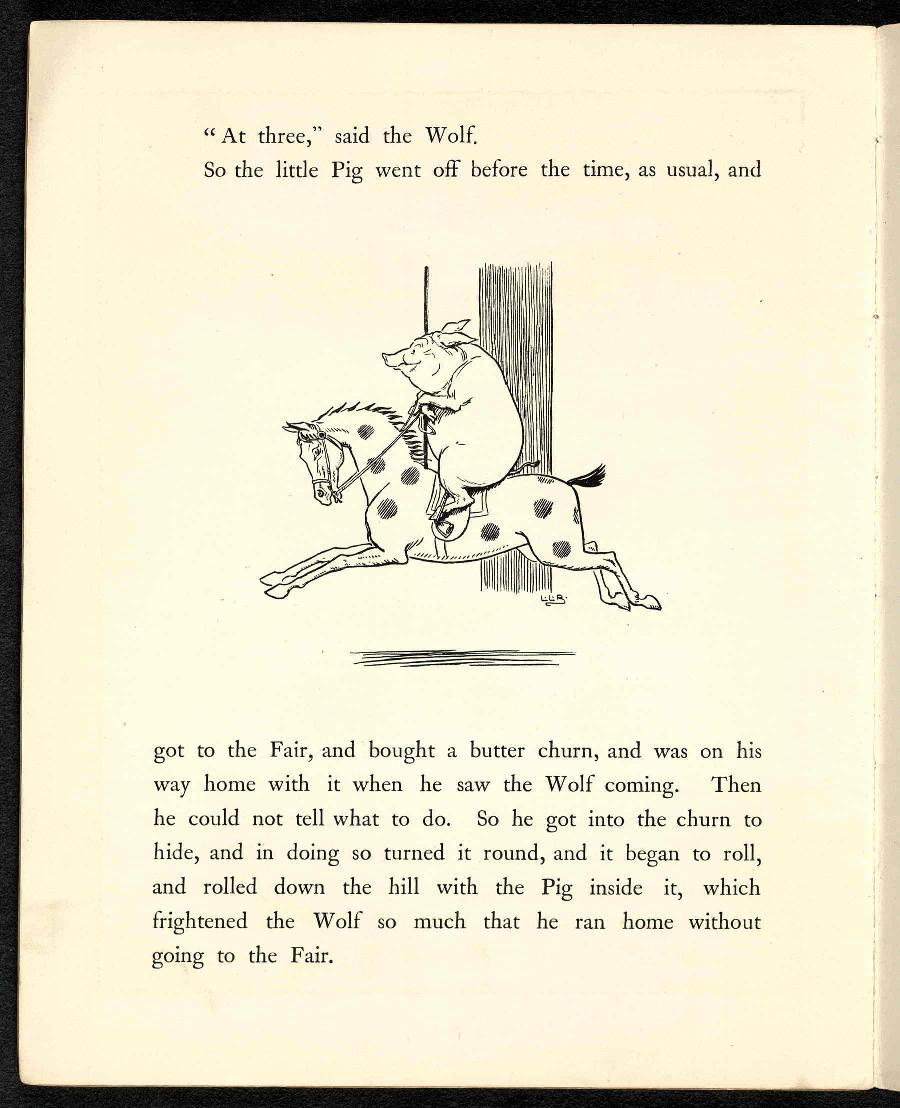 “At three,” said the Wolf.
So the little Pig went off before the time, as usual, and
L.L.B.
got to the Fair, and bought a butter churn, and was on his
way home with it when he saw the Wolf coming. Then
he could not tell what to do. So he got into the churn to
hide, and in doing so turned it round, and it began to roll,
and rolled down the hill with the Pig inside it, which
frightened the Wolf so much that he ran home without
going to the Fair.